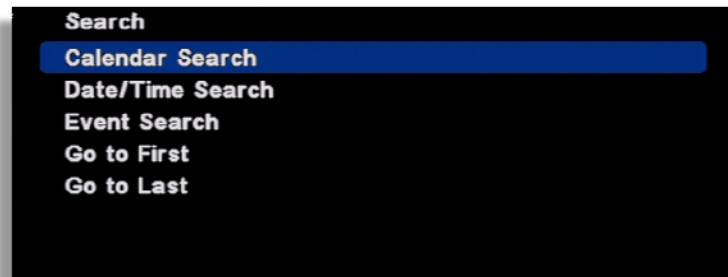 Search
Calendar Search
Date/Time Search
Event Search
Go to First
Go to Last